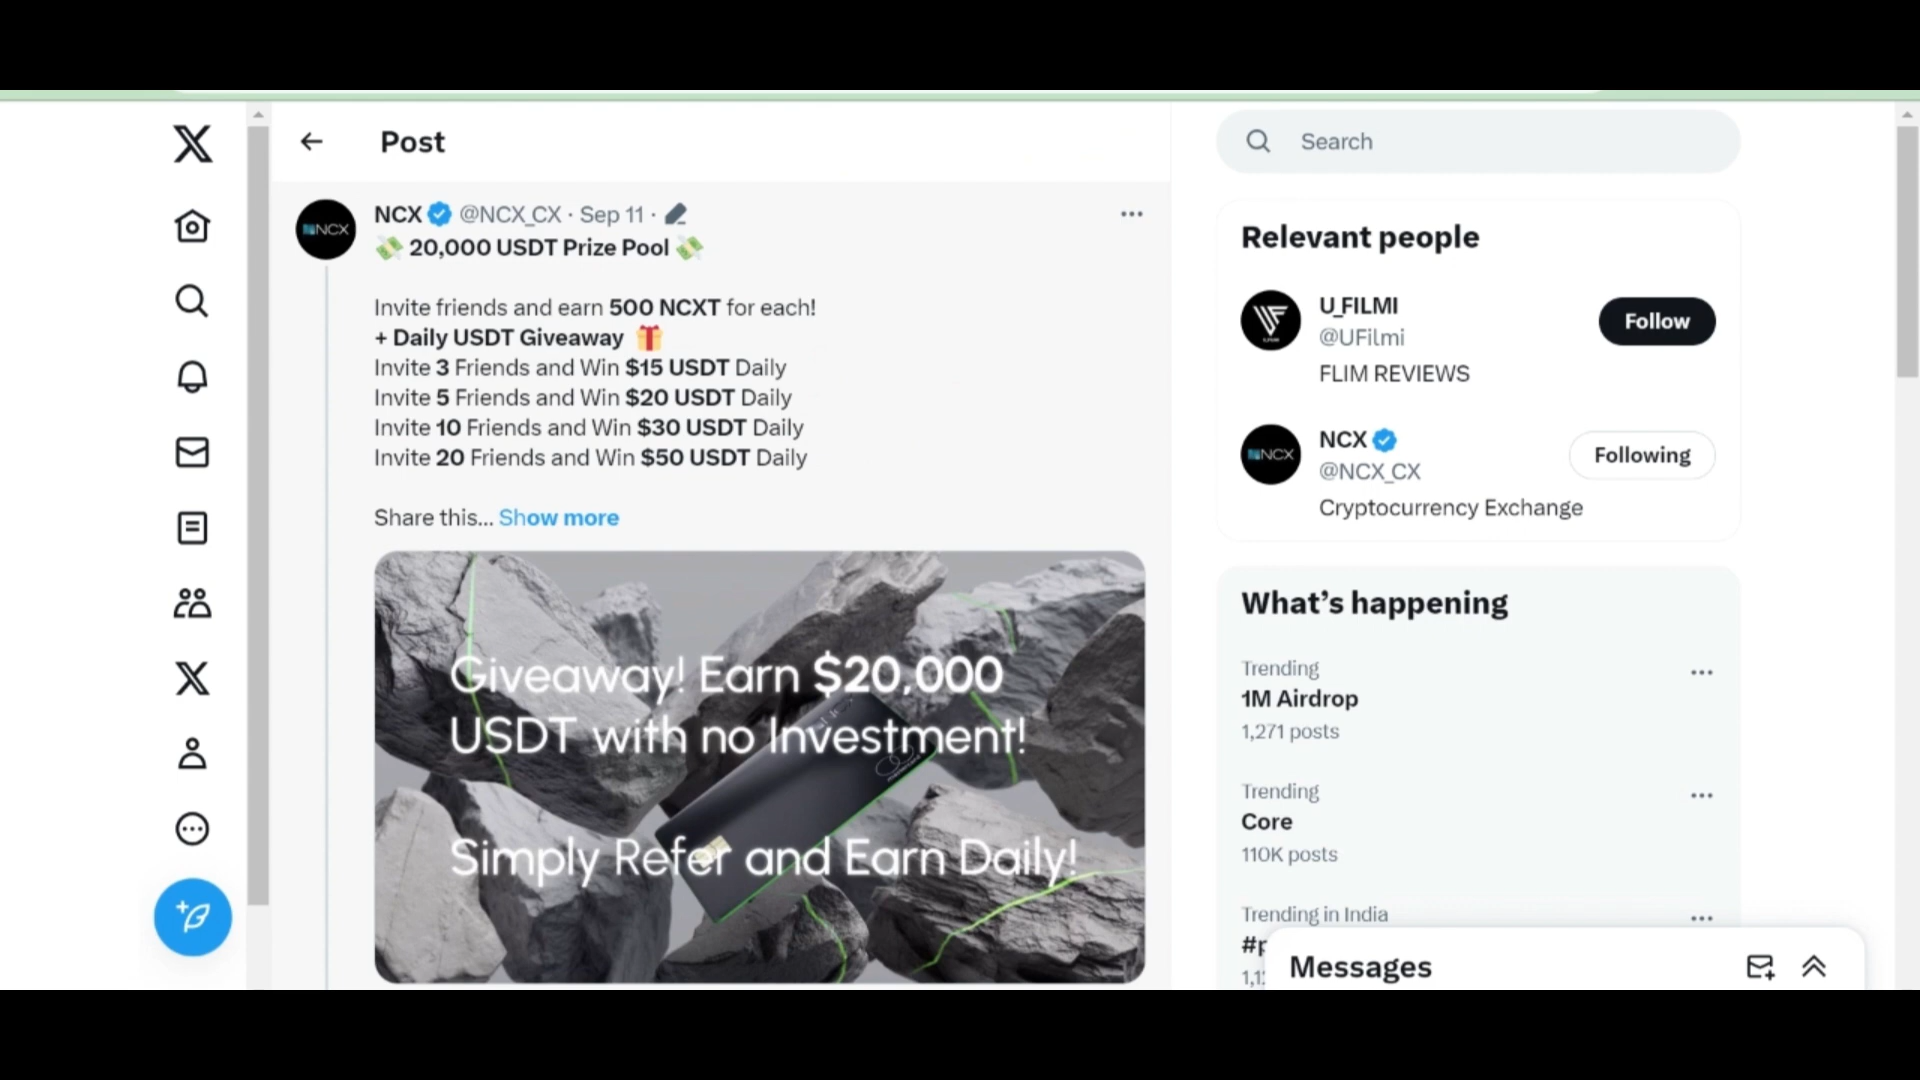 Post
Search
NCX @NCX_CX · Sep 11 ·
20,000 USDT Prize Pool
Invite friends and earn 500 NCXT for each!
+ Daily USDT Giveaway
Invite 3 Friends and Win $15 USDT Daily
Invite 5 Friends and Win $20 USDT Daily
Invite 10 Friends and Win $30 USDT Daily
Invite 20 Friends and Win $50 USDT Daily
Share this... Show more
Giveaway! Earn $20,000
USDT with no Investment!
Simply Refer and Earn Daily!
Relevant people
U_FILMI
@UFilmi
Follow
FLIM REVIEWS
NCX
@NCX_CX
Following
Cryptocurrency Exchange
What's happening
Trending
1M Airdrop
1,271 posts
Trending
Core
110K posts
Trending in India
Messages
NCX
NCX